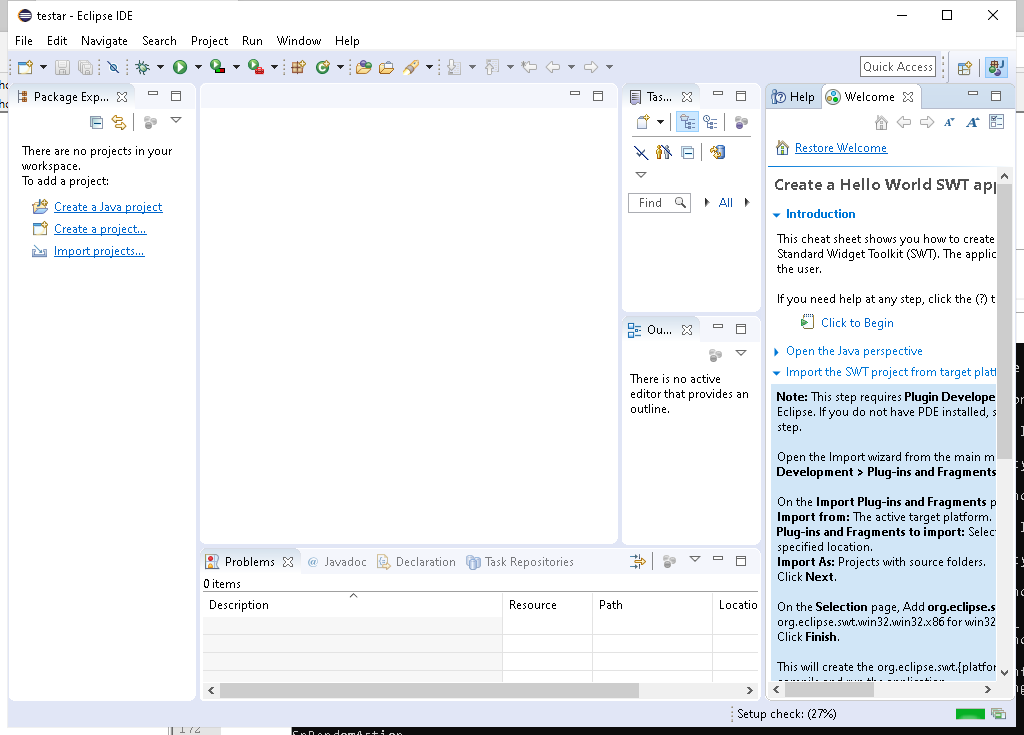 testar - Eclipse IDE
File Edit Navigate Search Project Run Window Help
Quick Access
Package Exp...
There are no projects in your
workspace.
To add a project:
Create a Java project
Create a project...
Import projects...
Tas...
Find
All
Ou...
There is no active
editor that provides an
outline.
Help Welcome
Restore Welcome
Create a Hello World SWT app
Introduction
This cheat sheet shows you how to create
Standard Widget Toolkit (SWT). The applic
the user.
If you need help at any step, click the (?) t
Click to Begin
Open the Java perspective
Import the SWT project from target platf
Note: This step requires Plugin Develope
Eclipse. If you do not have PDE installed, s
step.
Open the Import wizard from the main m
Development > Plug-ins and Fragments
On the Import Plug-ins and Fragments p
Import from: The active target platform.
Plug-ins and Fragments to import: Selec
specified location.
Import As: Projects with source folders.
Click Next.
On the Selection page, Add org.eclipse.s
org.eclipse.swt.win32.win32.x86 for win32
Click Finish.
This will create the org.eclipse.swt.{platfor
compile and run the application.
Problems @ Javadoc Declaration Task Repositories
0 items
Description Resource Path Locatio
Setup check: (27%)
172